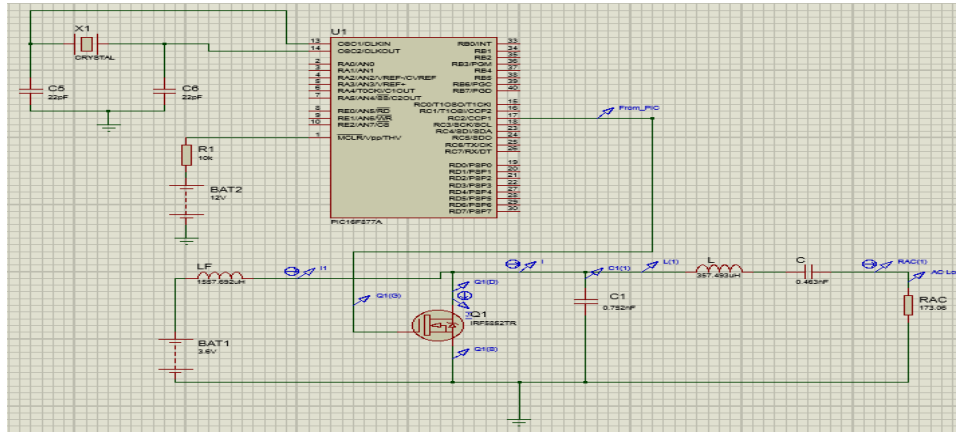 X1
CRYSTAL
C5
22pF
C6
22pF
R1
10k
BAT2
12V
U1
13 OSC1/CLKIN
14 OSC2/CLKOUT
2 RA0/AN0
3 RA1/AN1
4 RA2/AN2/VREF-/CVREF
5 RA3/AN3/VREF+
6 RA4/T0CKI/C1OUT
7 RA5/AN4/SS/C2OUT
8 RE0/AN5/RD
9 RE1/AN6/WR
10 RE2/AN7/CS
1 MCLR/Vpp/THV
RB0/INT 33
RB1 34
RB2 35
RB3/PGM 36
RB4 37
RB5 38
RB6/PGC 39
RB7/PGD 40
RC0/T1OSO/T1CKI 15
RC1/T1OSI/CCP2 16
RC2/CCP1 17
RC3/SCK/SCL 18
RC4/SDI/SDA 23
RC5/SDO 24
RC6/TX/CK 25
RC7/RX/DT 26
RD0/PSP0 19
RD1/PSP1 20
RD2/PSP2 21
RD3/PSP3 22
RD4/PSP4 27
RD5/PSP5 28
RD6/PSP6 29
RD7/PSP7 30
PIC16F877A
From_PIC
LF
1587.692uH
I1
BAT1
3.6V
Q1(G)
Q1(D)
Q1
IRF5852TR
Q1(S)
I
C1(1)
L(1)
C1
0.792nF
L
357.493uH
C
0.463nF
RAC(1)
AC Lo
RAC
173.06